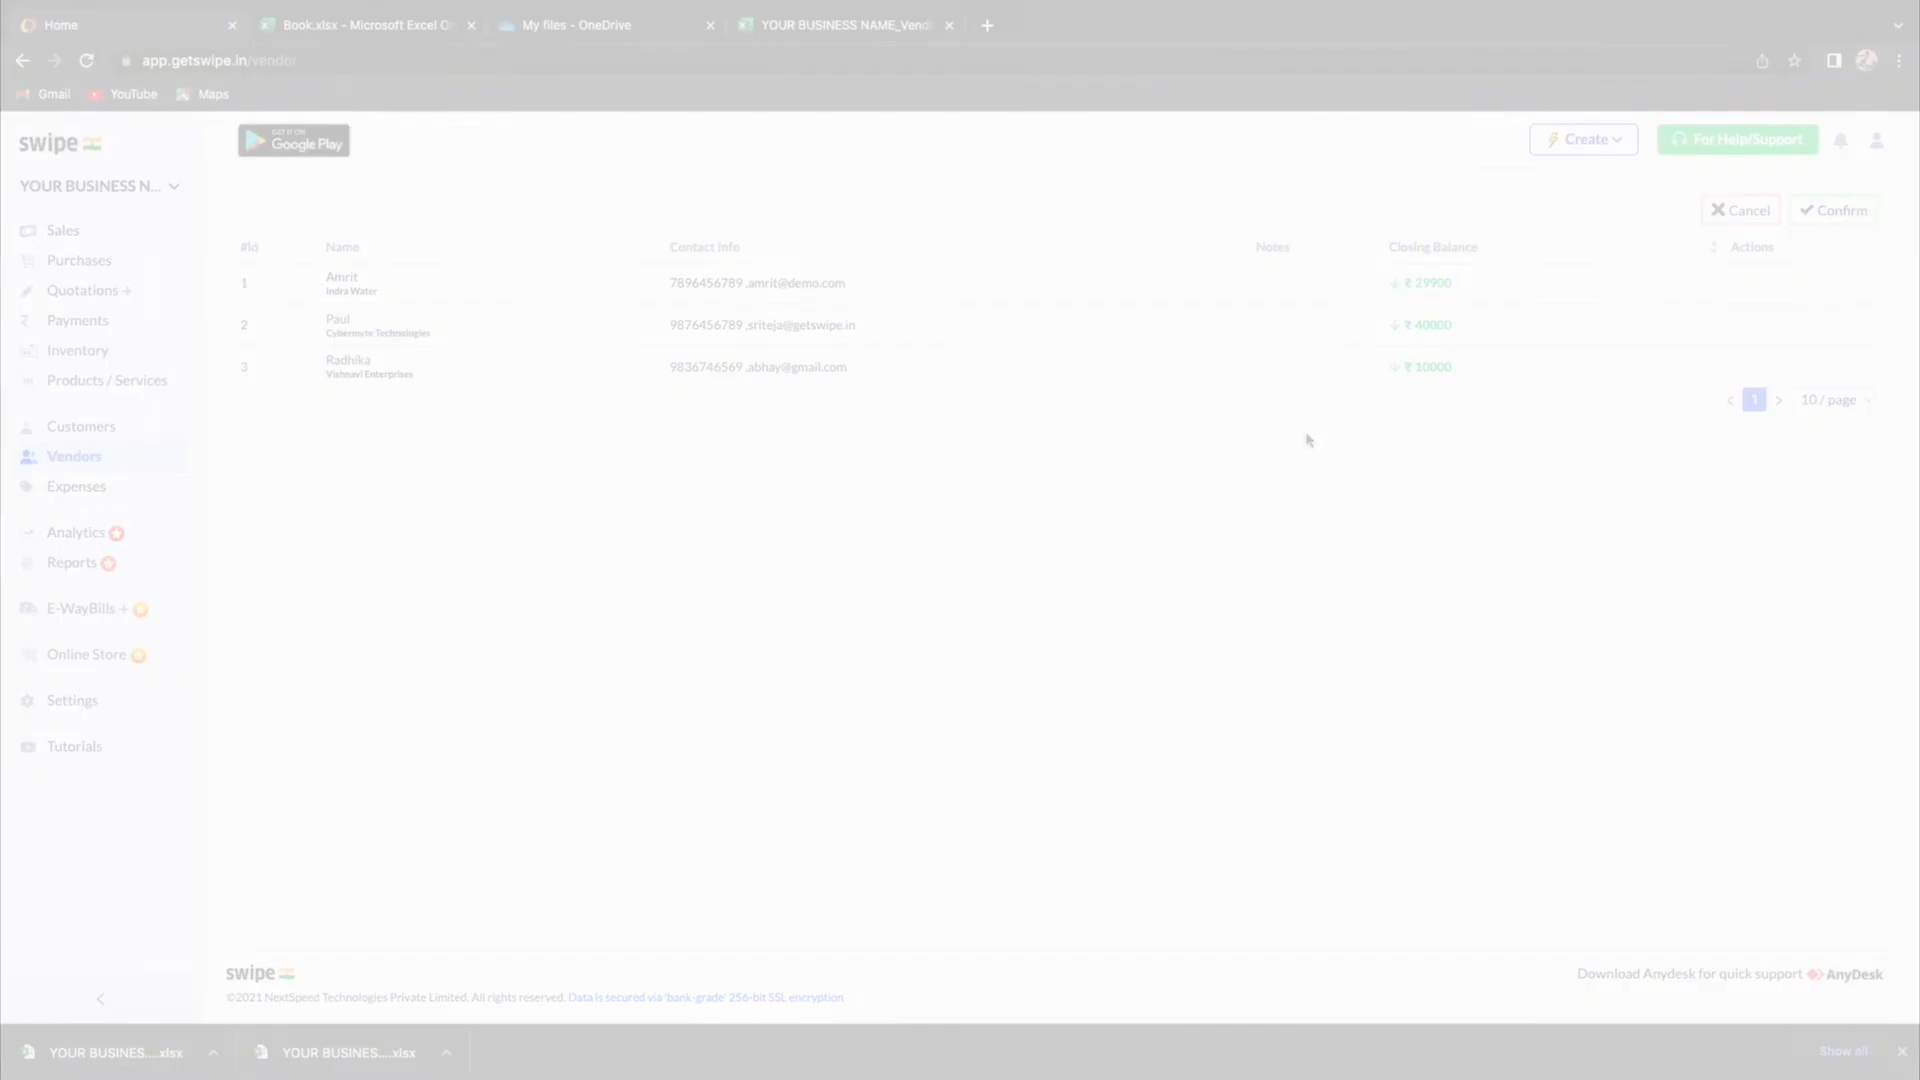 Home
Book.xlsx - Microsoft Excel O
My files - OneDrive
YOUR BUSINESS NAME_Vend
app.getswipe.in/vendor
Gmail YouTube Maps
swipe
GET IT ON
Google Play
Create
For Help/Support
YOUR BUSINESS N...
Cancel Confirm
Sales
Purchases
Quotations +
Payments
Inventory
Products / Services
Customers
Vendors
Expenses
Analytics
Reports
E-WayBills +
Online Store
Settings
Tutorials
#Id Name Contact Info Notes Closing Balance Actions
1 Amrit 7896456789 ,amrit@demo.com ₹ 29900
Indra Water
2 Paul 9876456789 ,sriteja@getswipe.in ₹ 40000
Cybermyte Technologies
3 Radhika 9836746569 ,abhay@gmail.com ₹ 10000
Vishnavi Enterprises
< 1 > 10 / page
swipe
Download Anydesk for quick support AnyDesk
©2021 NextSpeed Technologies Private Limited. All rights reserved. Data is secured via 'bank-grade' 256-bit SSL encryption
YOUR BUSINES....xlsx
YOUR BUSINES....xlsx
Show all